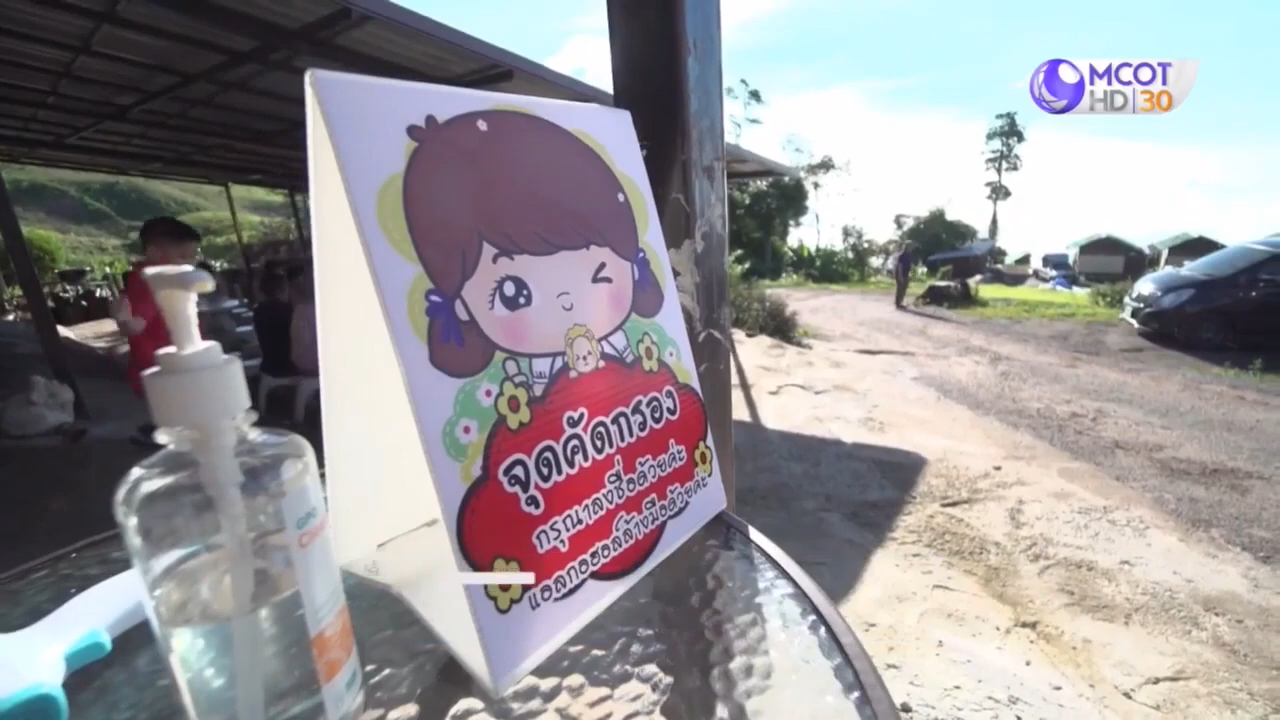 MCOT
HD 30
จุดคัดกรอง
กรุณาลงชื่อด้วยค่ะ
แอลกอฮอล์ล้างมือด้วยค่ะ